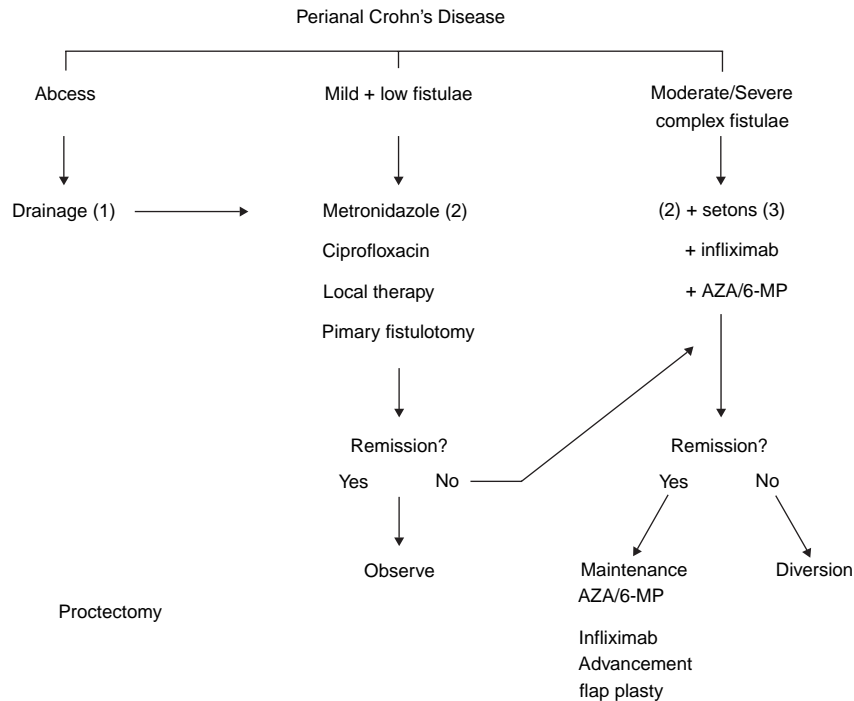 Perianal Crohn's Disease
Abcess
Mild + low fistulae
Moderate/Severe
complex fistulae
Drainage (1)
Metronidazole (2)
Ciprofloxacin
Local therapy
Pimary fistulotomy
(2) + setons (3)
+ infliximab
+ AZA/6-MP
Remission?
Yes
No
Remission?
Yes
No
Observe
Maintenance
AZA/6-MP
Infliximab
Advancement
flap plasty
Diversion
Proctectomy